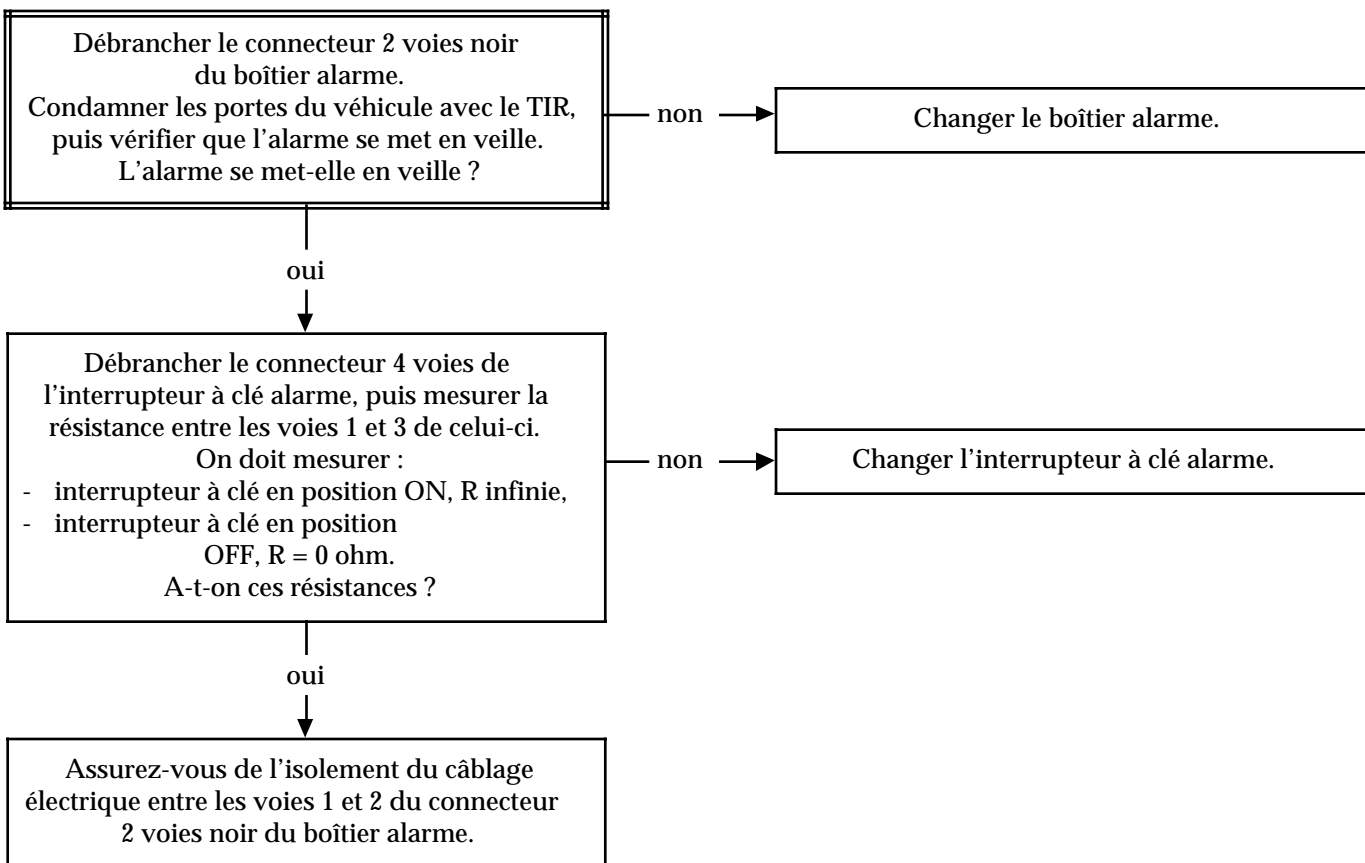 Débrancher le connecteur 2 voies noir
du boîtier alarme.
Condamner les portes du véhicule avec le TIR,
puis vérifier que l’alarme se met en veille.
L’alarme se met-elle en veille ?
non
Changer le boîtier alarme.
oui
Débrancher le connecteur 4 voies de
l’interrupteur à clé alarme, puis mesurer la
résistance entre les voies 1 et 3 de celui-ci.
On doit mesurer :
- interrupteur à clé en position ON, R infinie,
- interrupteur à clé en position
OFF, R = 0 ohm.
A-t-on ces résistances ?
non
Changer l’interrupteur à clé alarme.
oui
Assurez-vous de l’isolement du câblage
électrique entre les voies 1 et 2 du connecteur
2 voies noir du boîtier alarme.